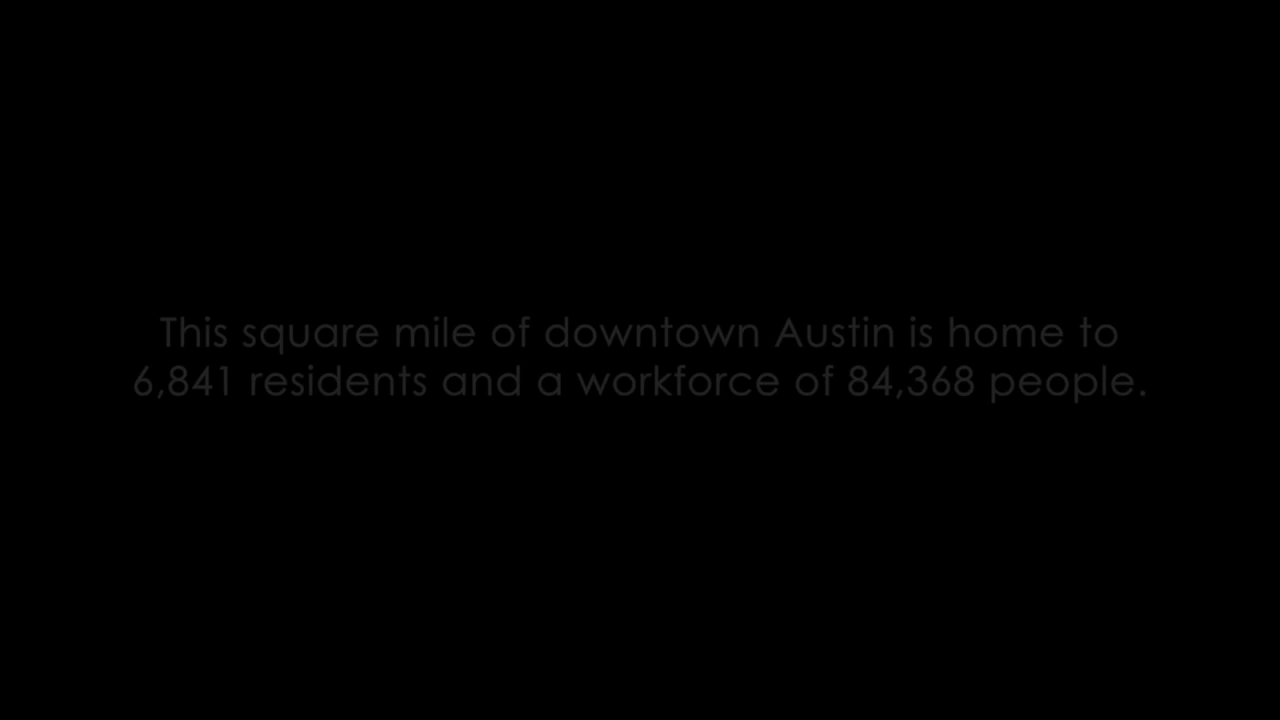 This square mile of downtown Austin is home to
6,841 residents and a workforce of 84,368 people.